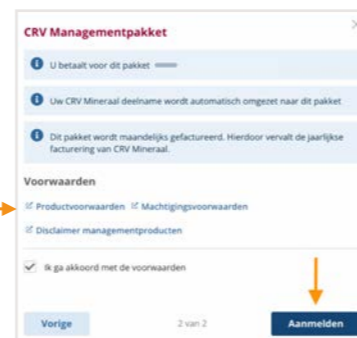 CRV Managementpakket
U betaalt voor dit pakket
Uw CRV Mineraal deelname wordt automatisch omgezet naar dit pakket
Dit pakket wordt maandelijks gefactureerd. Hierdoor vervalt de jaarlijkse
facturering van CRV Mineraal.
Voorwaarden
Productvoorwaarden Machtigingsvoorwaarden
Disclaimer managementproducten
Ik ga akkoord met de voorwaarden
Vorige 2 van 2 Aanmelden